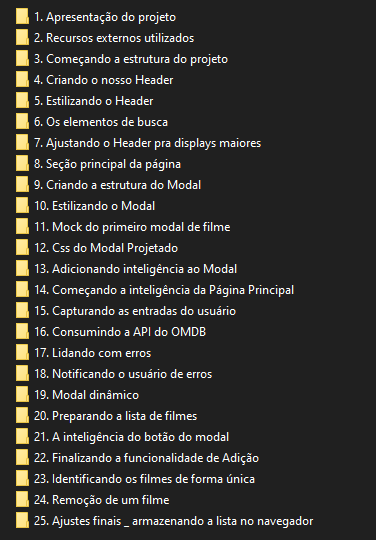 1. Apresentação do projeto
2. Recursos externos utilizados
3. Começando a estrutura do projeto
4. Criando o nosso Header
5. Estilizando o Header
6. Os elementos de busca
7. Ajustando o Header pra displays maiores
8. Seção principal da página
9. Criando a estrutura do Modal
10. Estilizando o Modal
11. Mock do primeiro modal de filme
12. Css do Modal Projetado
13. Adicionando inteligência ao Modal
14. Começando a inteligência da Página Principal
15. Capturando as entradas do usuário
16. Consumindo a API do OMDB
17. Lidando com erros
18. Notificando o usuário de erros
19. Modal dinâmico
20. Preparando a lista de filmes
21. A inteligência do botão do modal
22. Finalizando a funcionalidade de Adição
23. Identificando os filmes de forma única
24. Remoção de um filme
25. Ajustes finais _ armazenando a lista no navegador